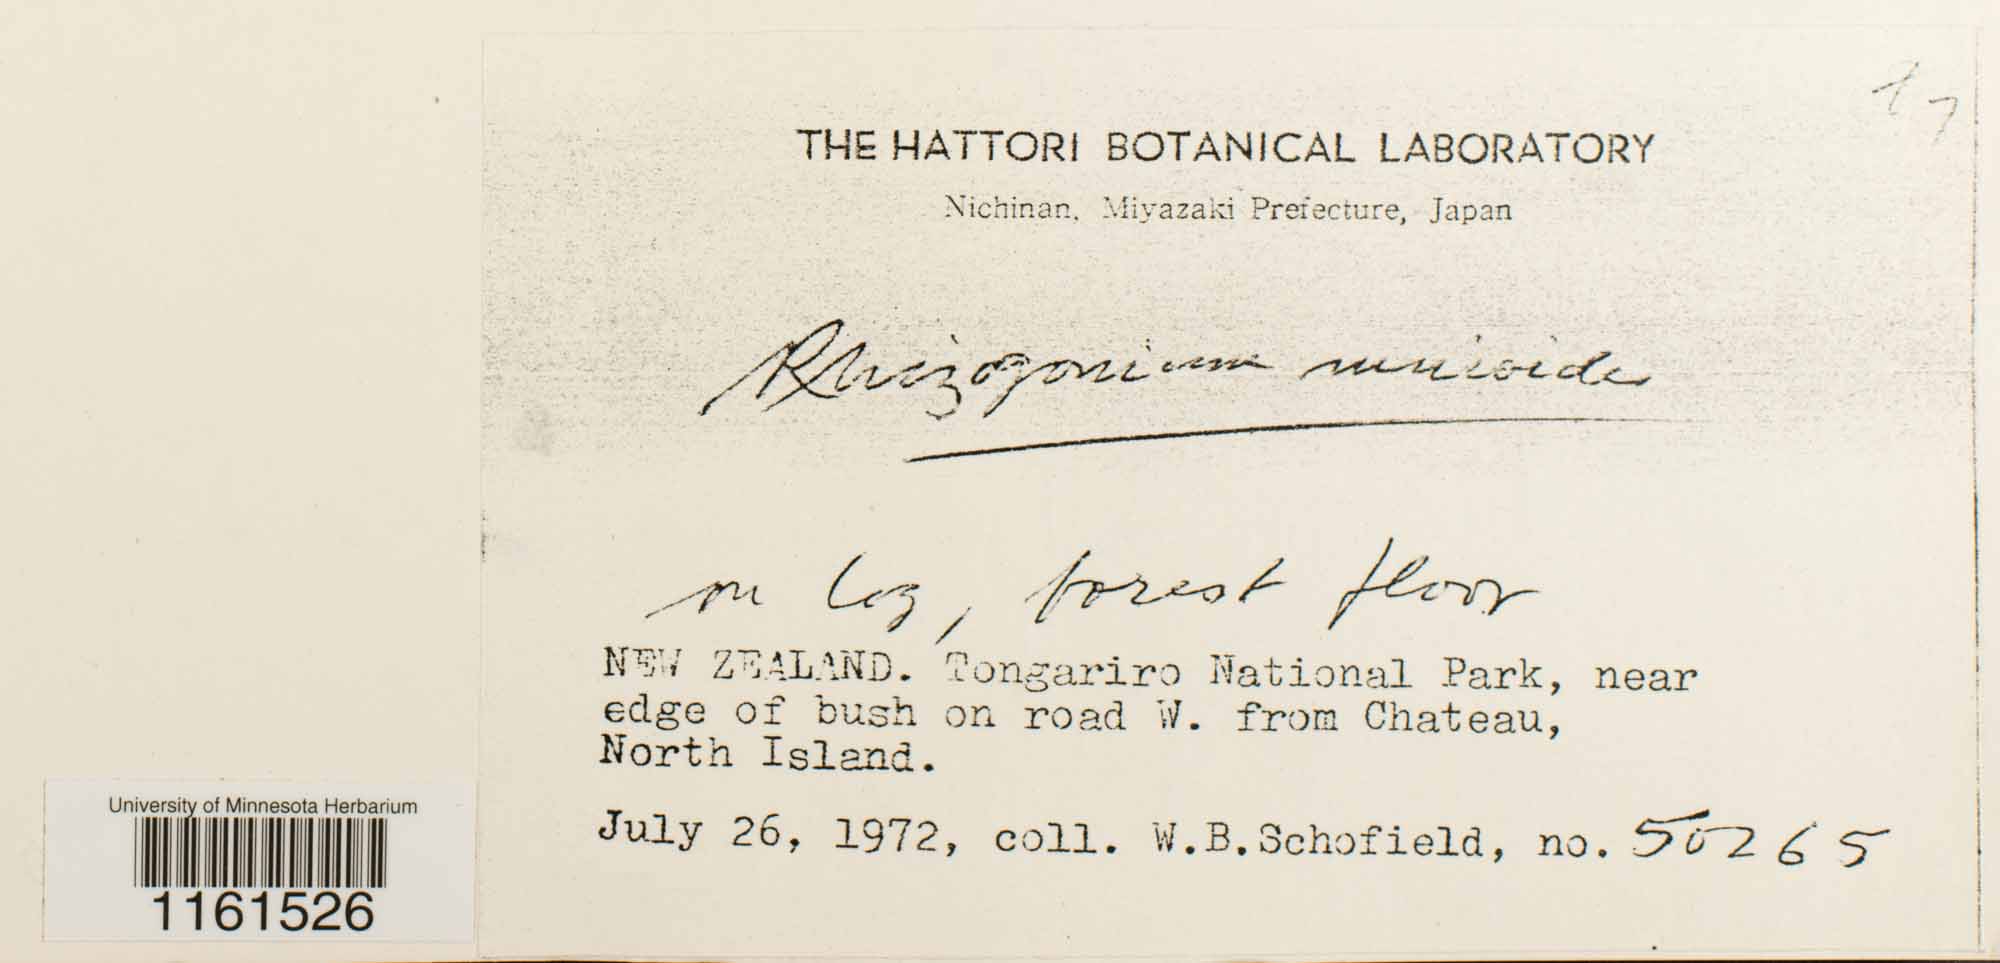 17
THE HATTORI BOTANICAL LABORATORY
Nichinan, Miyazaki Prefecture, Japan
Rhizogonium mnioides
on log, forest floor
NEW ZEALAND. Tongariro National Park, near
edge of bush on road W. from Chateau,
North Island.
July 26, 1972, coll. W.B.Schofield, no. 50265
University of Minnesota Herbarium
1161526